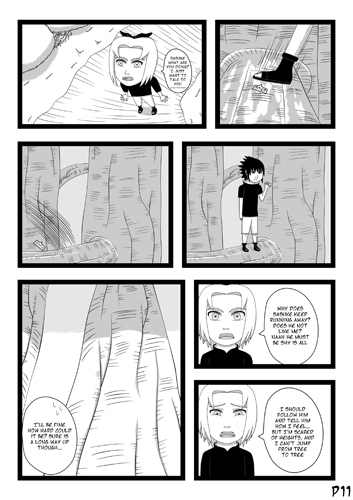 SASUKE
WHAT ARE
YOU DOING?
I JUST
WANT TO
TALK TO
YOU
WHY DOES
SASUKE KEEP
RUNNING AWAY?
DOES HE NOT
LIKE ME?
NAAH HE MUST
BE SHY IS ALL
I'LL BE FINE
HOW HARD COULD
IT BE? SURE IS
A LONG WAY UP
THOUGH...
I SHOULD
FOLLOW HIM
AND TELL HIM
HOW I FEEL...
BUT I'M SCARED
OF HEIGHTS, AND
I CAN'T JUMP
FROM TREE
TO TREE
P11